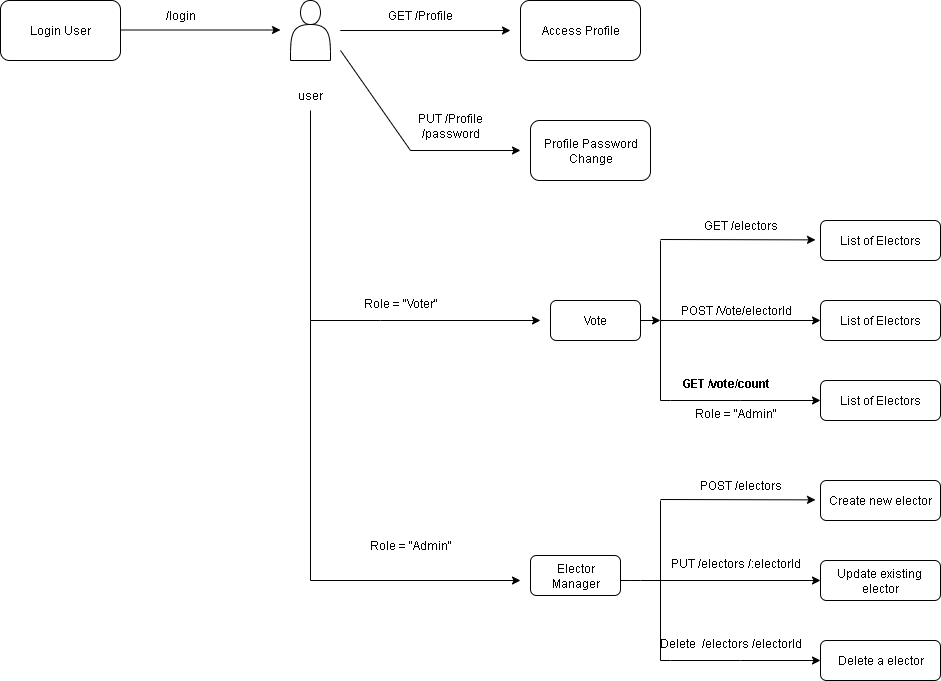 Login User
/login
GET /Profile
Access Profile
user
PUT /Profile
/password
Profile Password
Change
GET /electors
List of Electors
Role = "Voter"
Vote
POST /Vote/electorId
List of Electors
GET /vote/count
Role = "Admin"
List of Electors
POST /electors
Create new elector
Role = "Admin"
Elector
Manager
PUT /electors /:electorId
Update existing
elector
Delete /electors /electorId
Delete a elector